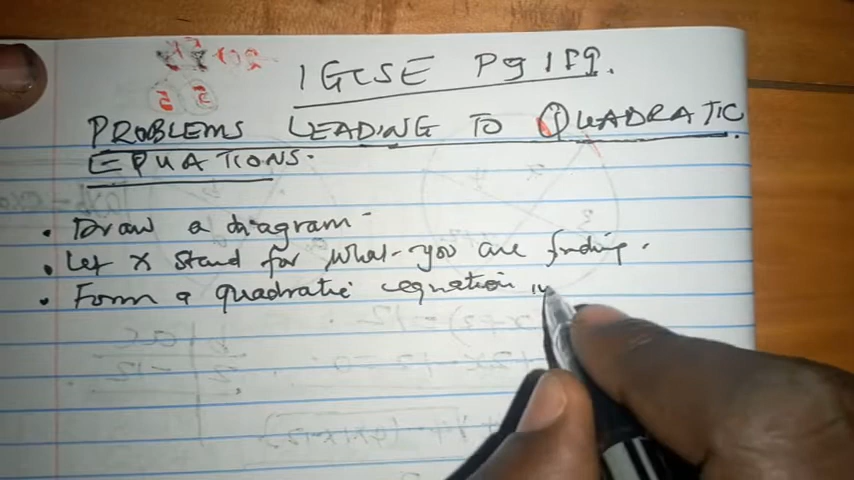 IGCSE Pg 189.
PROBLEMS LEADING TO QUADRATIC
EQUATIONS.
• Draw a diagram
• Let x stand for what you are finding.
• Form a quadratic equation